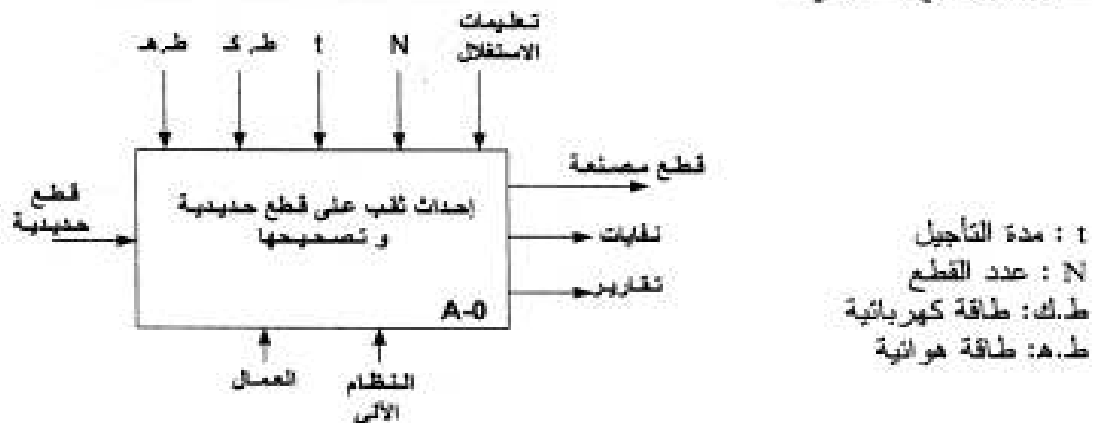 تعليمات
الاستغلال
N
t
ط. ك
ط.هـ
قطع
حديدية
إحداث ثقب على قطع حديدية
و تصحيحها
A-0
قطع مصنعة
نفايات
تقارير
العمال
النظام
الآلي
t : مدة التأجيل
N : عدد القطع
ط.ك: طاقة كهربائية
ط.ه: طاقة هوائية